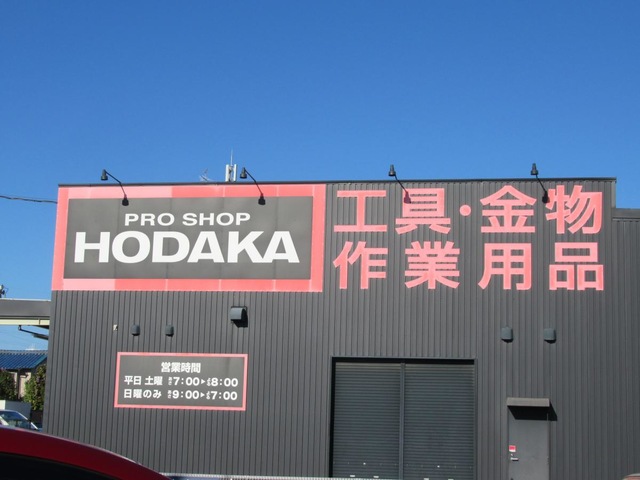 PRO SHOP
HODAKA
工具・金物
作業用品
営業時間
平日 土曜 7:00 8:00
日曜のみ 9:00 7:00